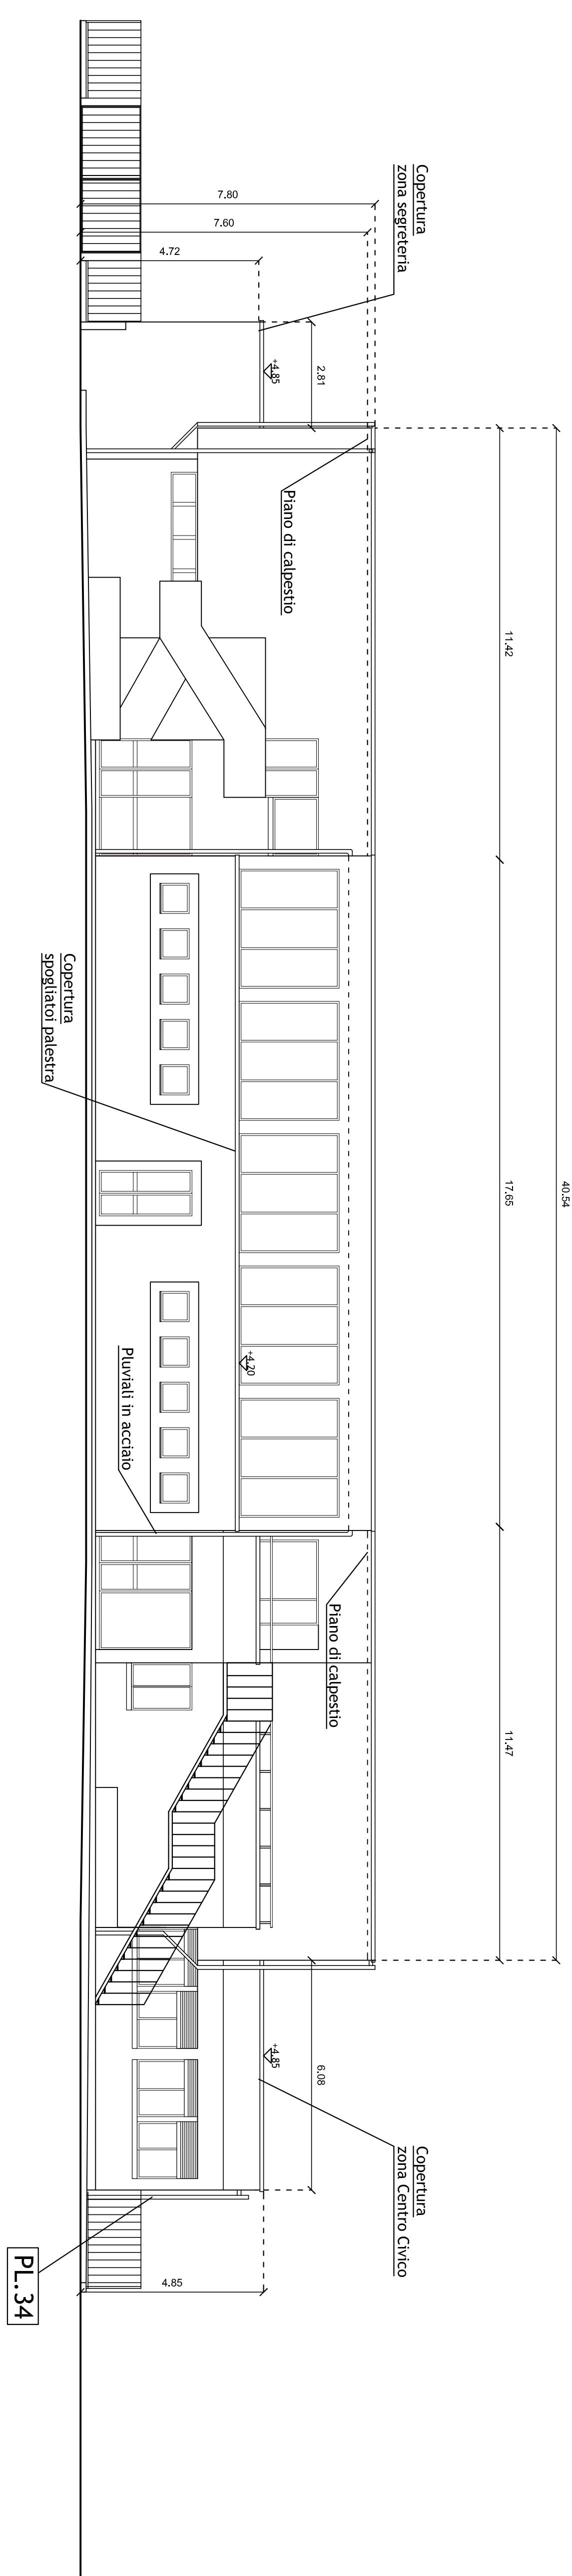 40.54
11.42
17.65
11.47
Copertura
zona segreteria
Copertura
zona Centro Civico
7.80
7.60
4.72
2.81
+4.85
6.08
+4.85
Piano di calpestio
Piano di calpestio
+4.20
4.85
Pluviali in acciaio
Copertura
spogliatoi palestra
PL.34